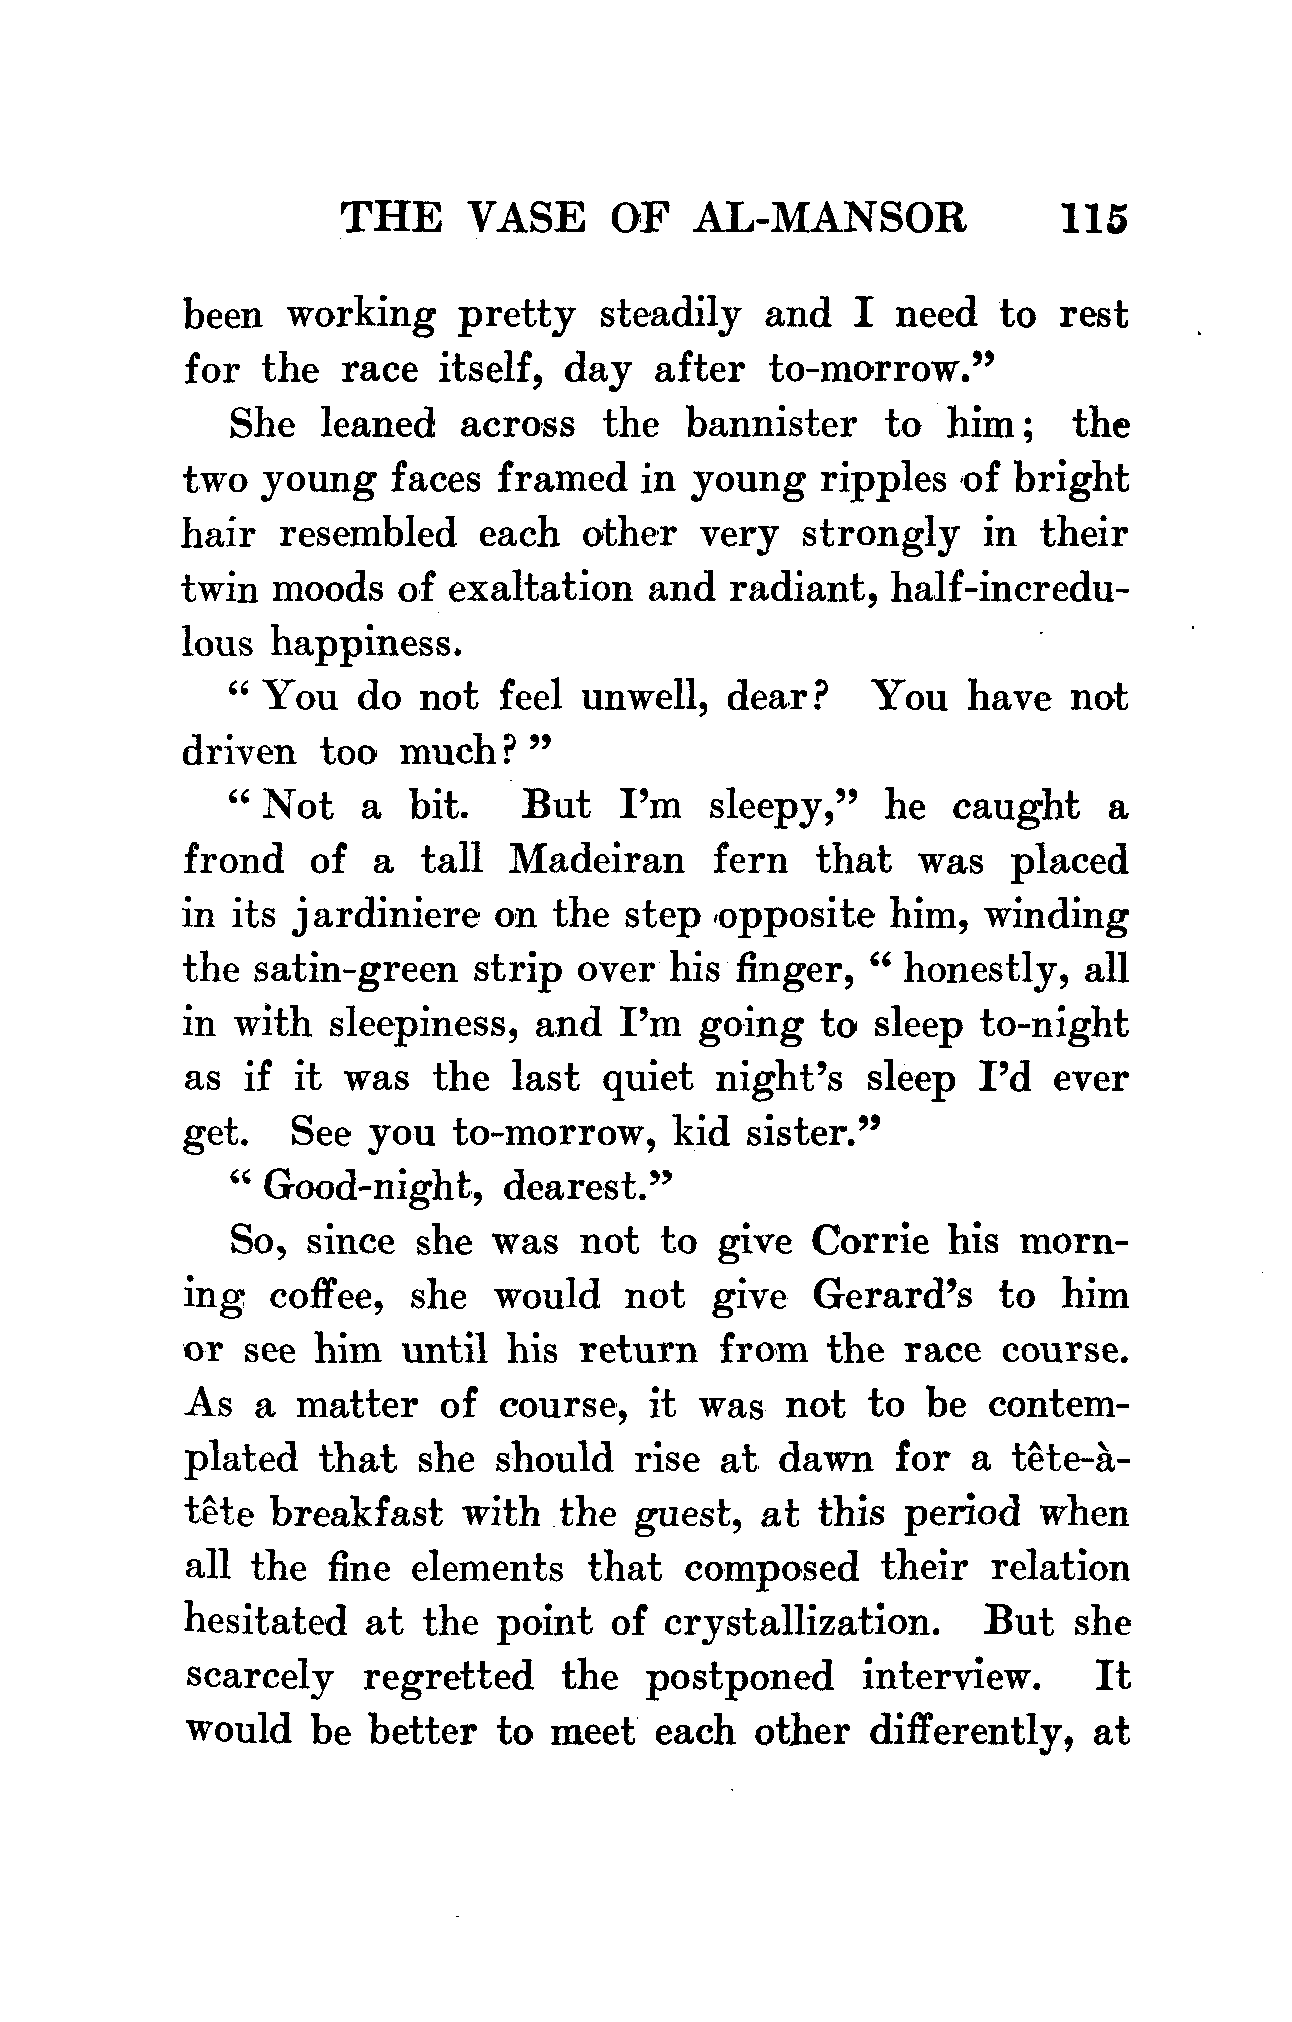 THE VASE OF AL-MANSOR 115
been working pretty steadily and I need to rest
for the race itself, day after to-morrow.”
She leaned across the bannister to him; the
two young faces framed in young ripples of bright
hair resembled each other very strongly in their
twin moods of exaltation and radiant, half-incredu-
lous happiness.
“ You do not feel unwell, dear? You have not
driven too much? ”
“ Not a bit. But I’m sleepy,” he caught a
frond of a tall Madeiran fern that was placed
in its jardiniere on the step opposite him, winding
the satin-green strip over his finger, “ honestly, all
in with sleepiness, and I’m going to sleep to-night
as if it was the last quiet night’s sleep I’d ever
get. See you to-morrow, kid sister.”
“ Good-night, dearest.”
So, since she was not to give Corrie his morn-
ing coffee, she would not give Gerard’s to him
or see him until his return from the race course.
As a matter of course, it was not to be contem-
plated that she should rise at dawn for a tête-à-
tête breakfast with the guest, at this period when
all the fine elements that composed their relation
hesitated at the point of crystallization. But she
scarcely regretted the postponed interview. It
would be better to meet each other differently, at